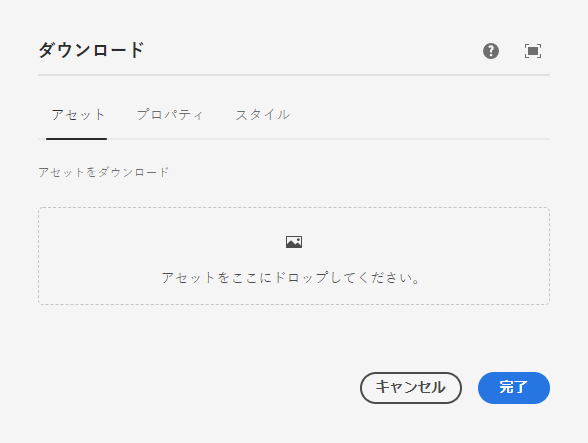 ダウンロード
アセット プロパティ スタイル
アセットをダウンロード
アセットをここにドロップしてください。
キャンセル 完了